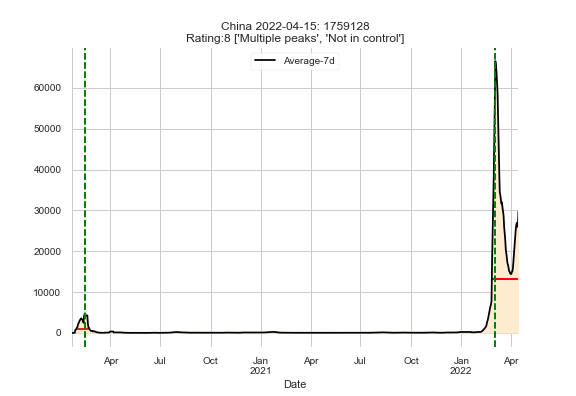 China 2022-04-15: 1759128
Rating:8 ['Multiple peaks', 'Not in control']
Average-7d
60000
50000
40000
30000
20000
10000
0
Apr Jul Oct Jan Apr Jul Oct Jan Apr
2021 2022
Date